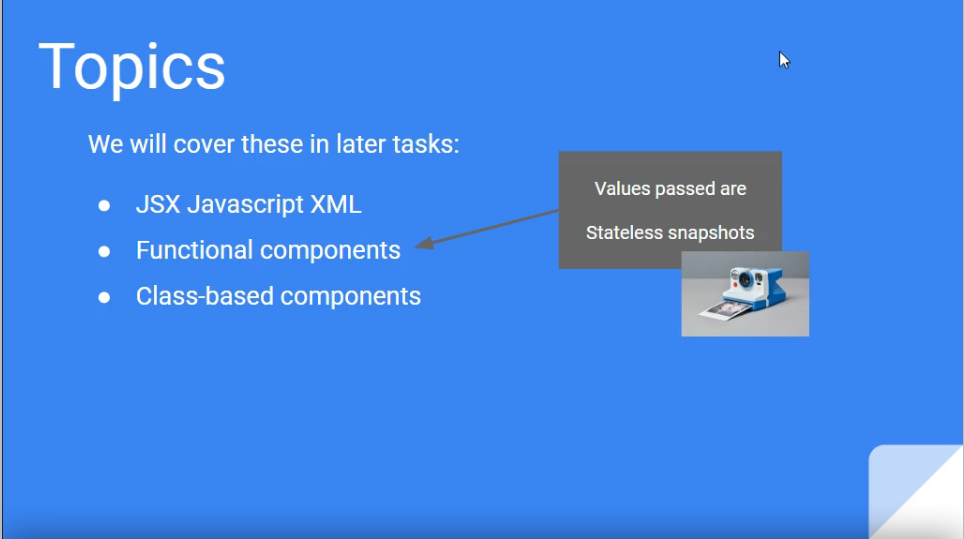 Topics
We will cover these in later tasks:
● JSX Javascript XML
● Functional components
● Class-based components
Values passed are
Stateless snapshots